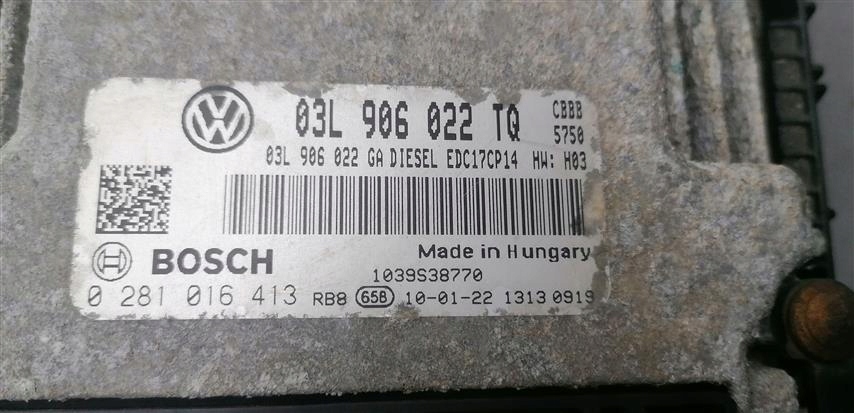 03L 906 022 TQ CBBB
5750
03L 906 022 GA DIESEL EDC17CP14 HW: H03
BOSCH Made in Hungary
1039S38770
0 281 016 413 RB8 65B 10-01-22 1313 0919